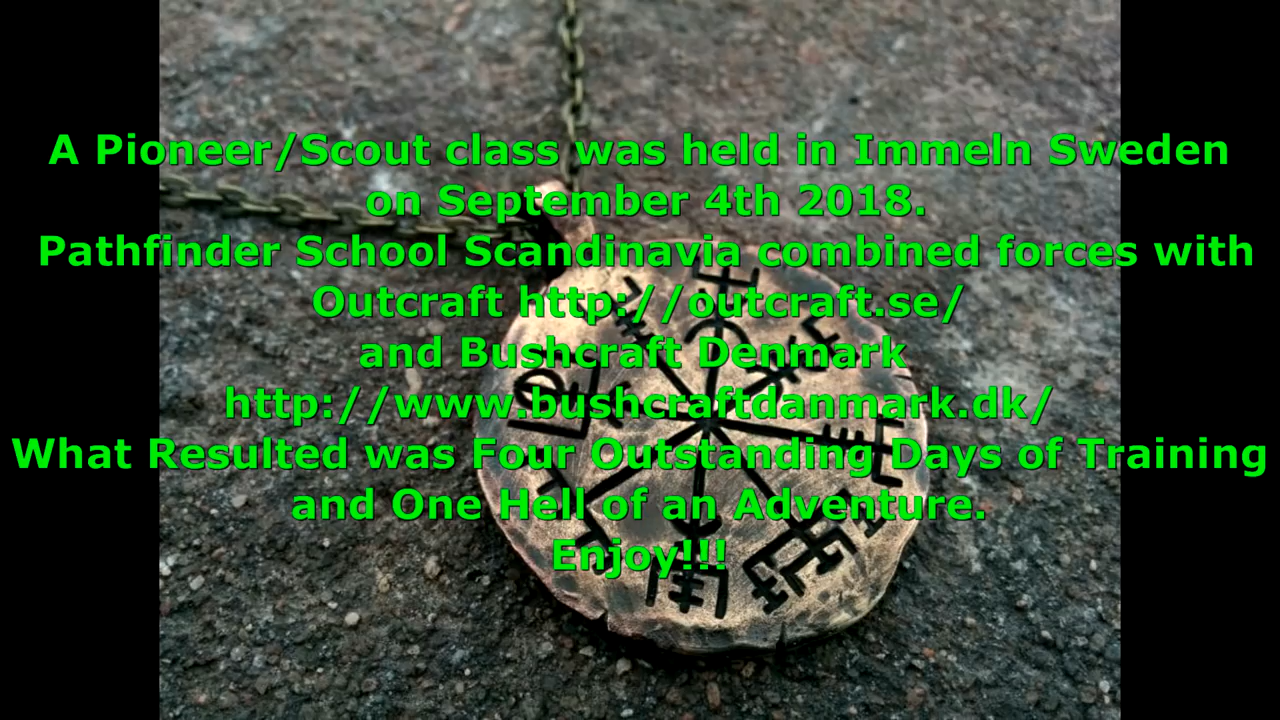 A Pioneer/Scout class was held in Immeln Sweden
on September 4th 2018.
Pathfinder School Scandinavia combined forces with
Outcraft http://outcraft.se/
and Bushcraft Denmark
http://www.bushcraftdanmark.dk/
What Resulted was Four Outstanding Days of Training
and One Hell of an Adventure.
Enjoy!!!